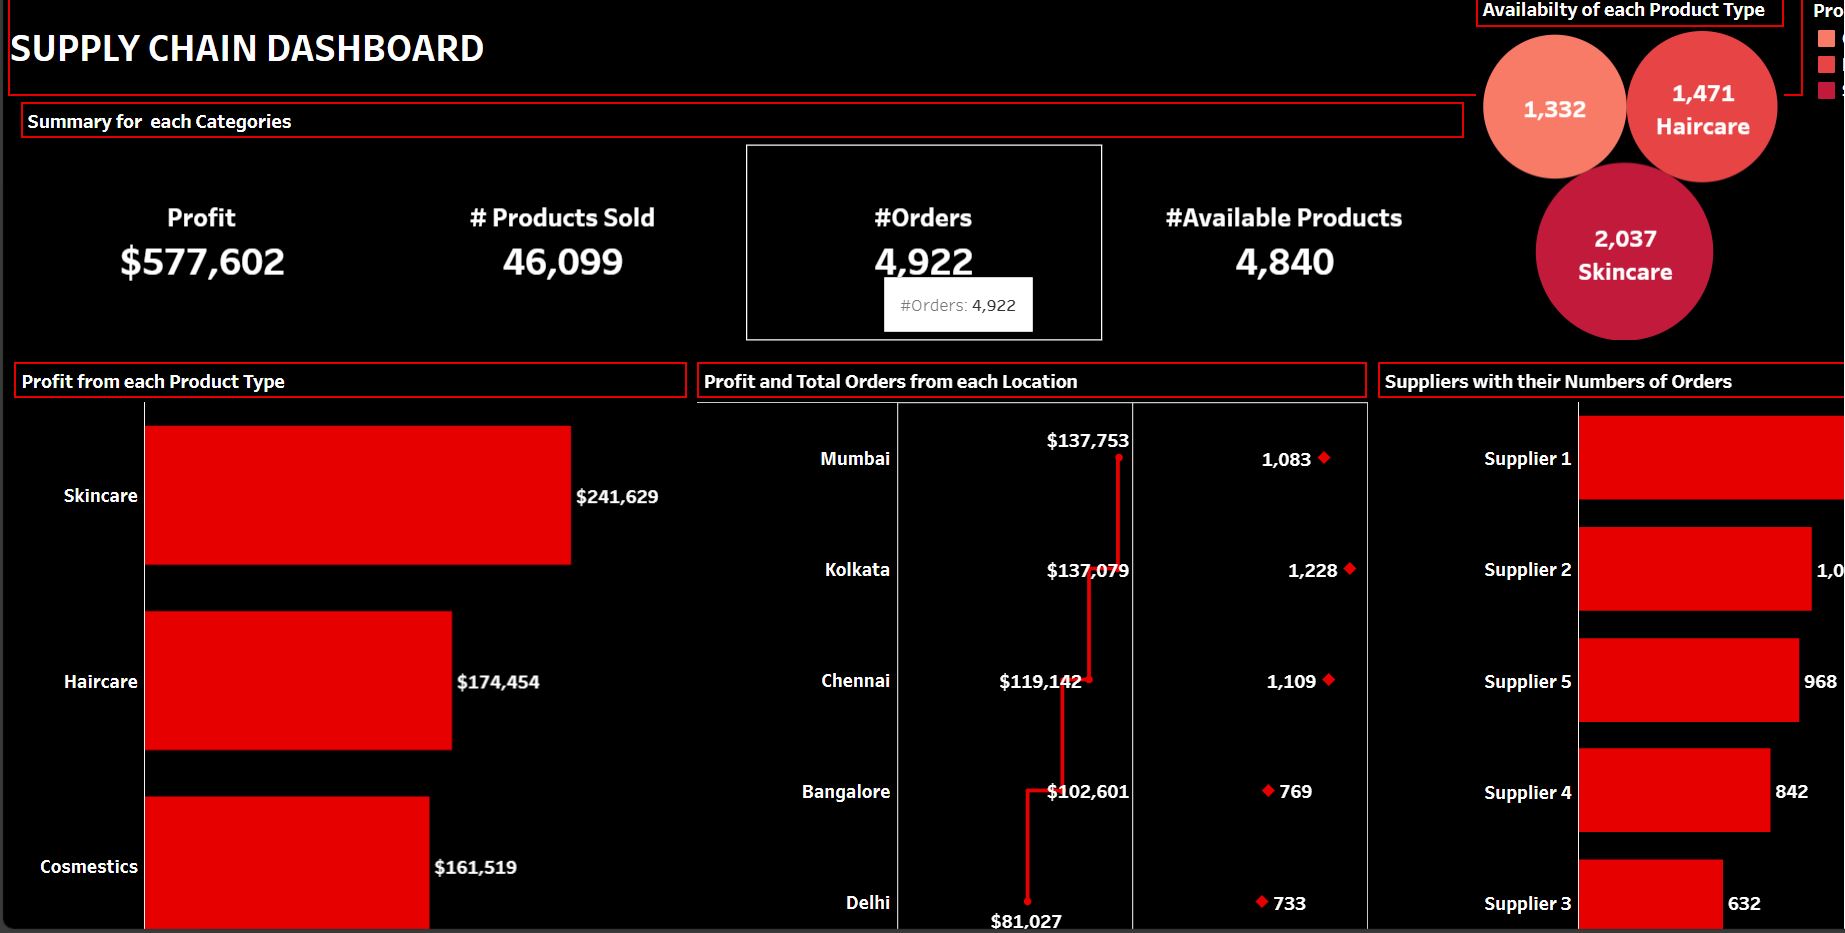 SUPPLY CHAIN DASHBOARD
Availabilty of each Product Type
1,332
1,471
Haircare
2,037
Skincare
Summary for each Categories
Profit
$577,602
# Products Sold
46,099
#Orders
4,922
#Orders: 4,922
#Available Products
4,840
Profit from each Product Type
Skincare
$241,629
Haircare
$174,454
Cosmestics
$161,519
Profit and Total Orders from each Location
Mumbai
$137,753
1,083
Kolkata
$137,079
1,228
Chennai
$119,142
1,109
Bangalore
$102,601
769
Delhi
$81,027
733
Suppliers with their Numbers of Orders
Supplier 1
Supplier 2
Supplier 5
968
Supplier 4
842
Supplier 3
632